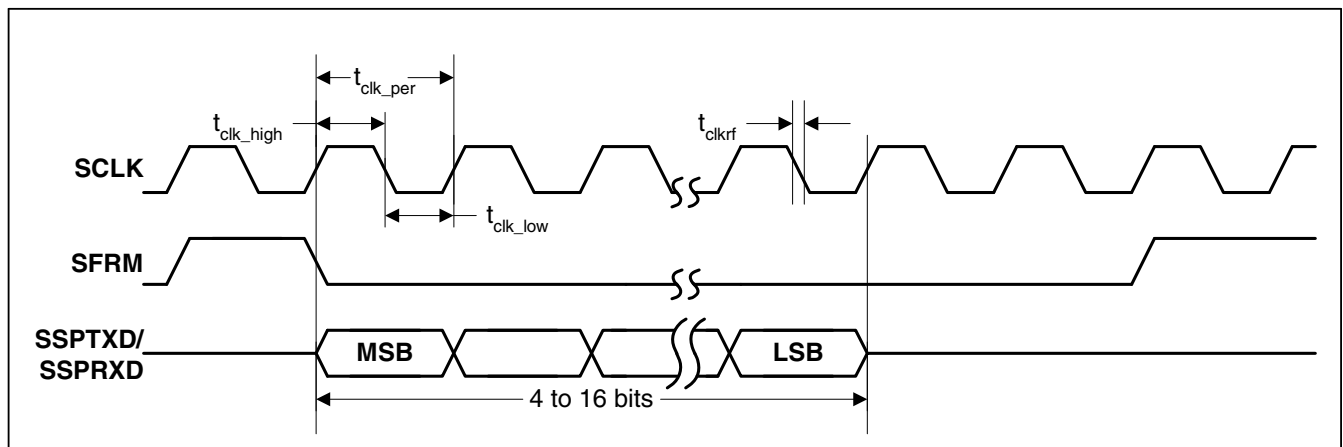 t_clk_per
t_clk_high
t_clkrf
SCLK
t_clk_low
SFRM
SSPTXD/
SSPRXD
MSB
LSB
4 to 16 bits